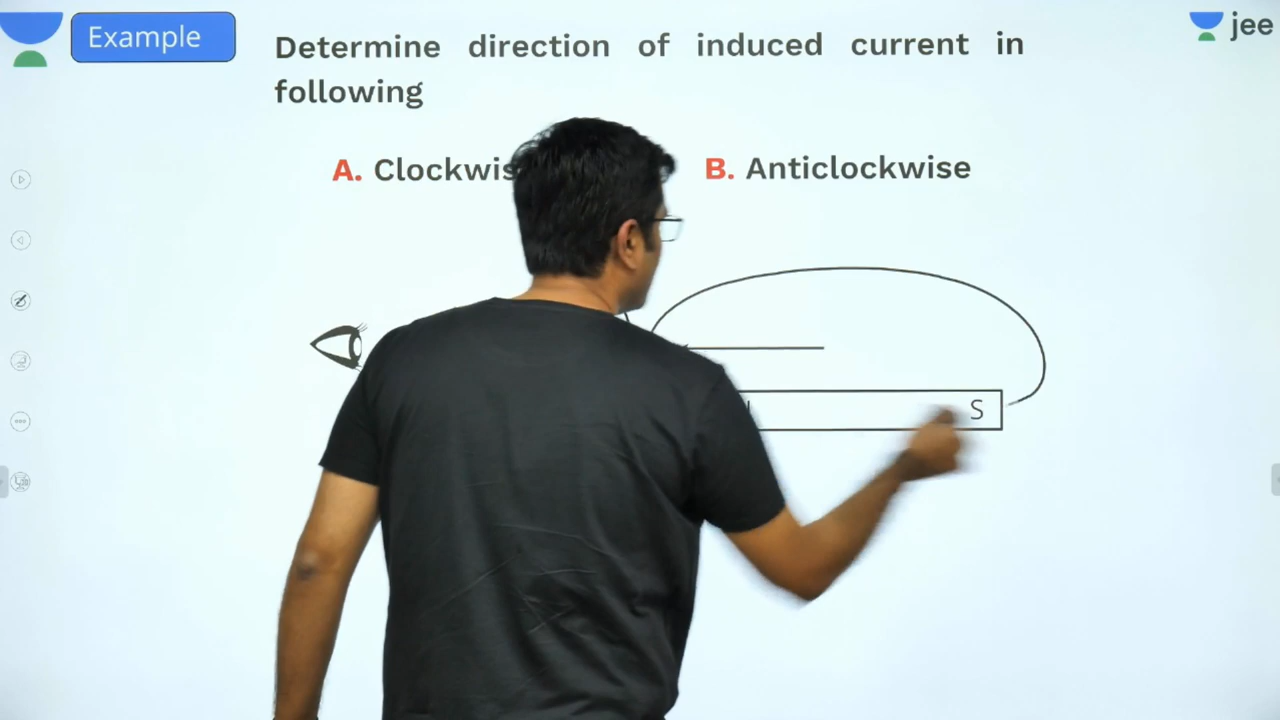 Example
jee
Determine direction of induced current in
following
A. Clockwis
B. Anticlockwise
S